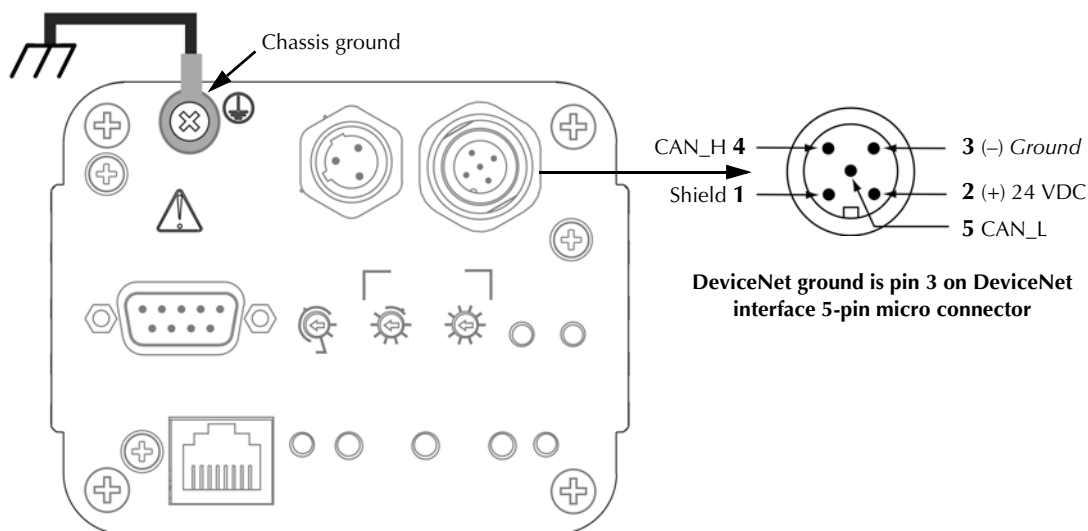 Chassis ground
CAN_H 4
3 (–) Ground
Shield 1
2 (+) 24 VDC
5 CAN_L
DeviceNet ground is pin 3 on DeviceNet
interface 5-pin micro connector